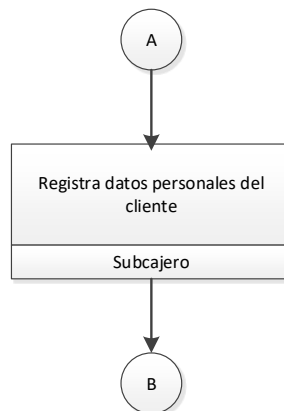 A
Registra datos personales del
cliente
Subcajero
B